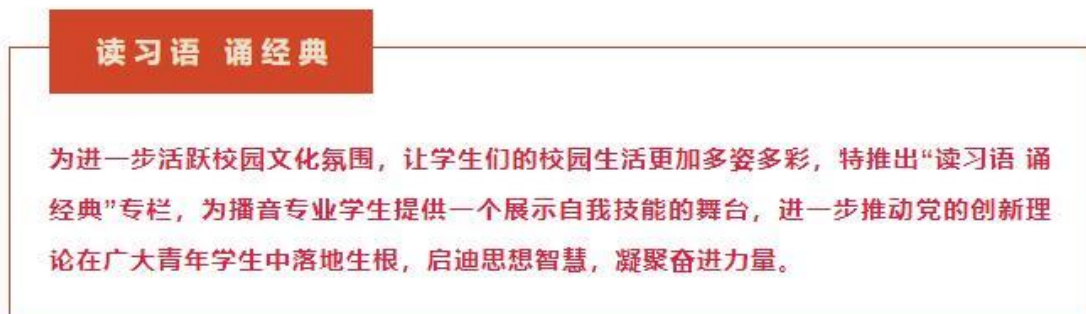 读习语 诵经典
为进一步活跃校园文化氛围，让学生们的校园生活更加多姿多彩，特推出“读习语 诵
经典”专栏，为播音专业学生提供一个展示自我技能的舞台，进一步推动党的创新理
论在广大青年学生中落地生根，启迪思想智慧，凝聚奋进力量。